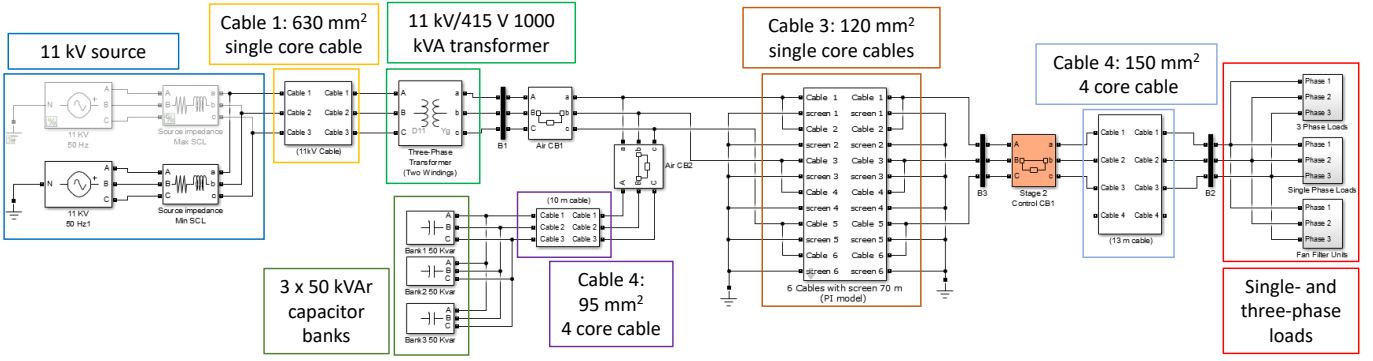 11 kV source
Cable 1: 630 mm²
single core cable
11 kV/415 V 1000
kVA transformer
Cable 3: 120 mm²
single core cables
Cable 4: 150 mm²
4 core cable
N
A
B
C
11 KV
50 Hz
A
B
C
a
b
c
Source impedance
Max SCL
N
A
B
C
11 KV
50 Hz1
A
B
C
a
b
c
Source impedance
Min SCL
Cable 1
Cable 2
Cable 3
Cable 1
Cable 2
Cable 3
(11kV Cable)
A
B
C
a
b
c
D11
Yg
Three-Phase
Transformer
(Two Windings)
B1
A
B
C
a
b
c
Air CB1
a
b
c
A
B
C
Air CB2
(10 m cable)
Cable 1
Cable 2
Cable 3
Cable 1
Cable 2
Cable 3
A
B
C
Bank1 50 Kvar
A
B
C
Bank2 50 Kvar
A
B
C
Bank3 50 Kvar
3 x 50 kVAr
capacitor
banks
Cable 4:
95 mm²
4 core cable
Cable 1
screen 1
Cable 2
screen 2
Cable 3
screen 3
Cable 4
screen 4
Cable 5
screen 5
Cable 6
screen 6
Cable 1
screen 1
Cable 2
screen 2
Cable 3
screen 3
Cable 4
screen 4
Cable 5
screen 5
Cable 6
screen 6
6 Cables with screen 70 m
(PI model)
B3
A
B
C
a
b
c
Stage 2
Control CB1
Cable 1
Cable 2
Cable 3
Cable 4
Cable 1
Cable 2
Cable 3
Cable 4
(13 m cable)
B2
Phase 1
Phase 2
Phase 3
3 Phase Loads
Phase 1
Phase 2
Phase 3
Single Phase Loads
Phase 1
Phase 2
Phase 3
Fan Filter Units
Single- and
three-phase
loads